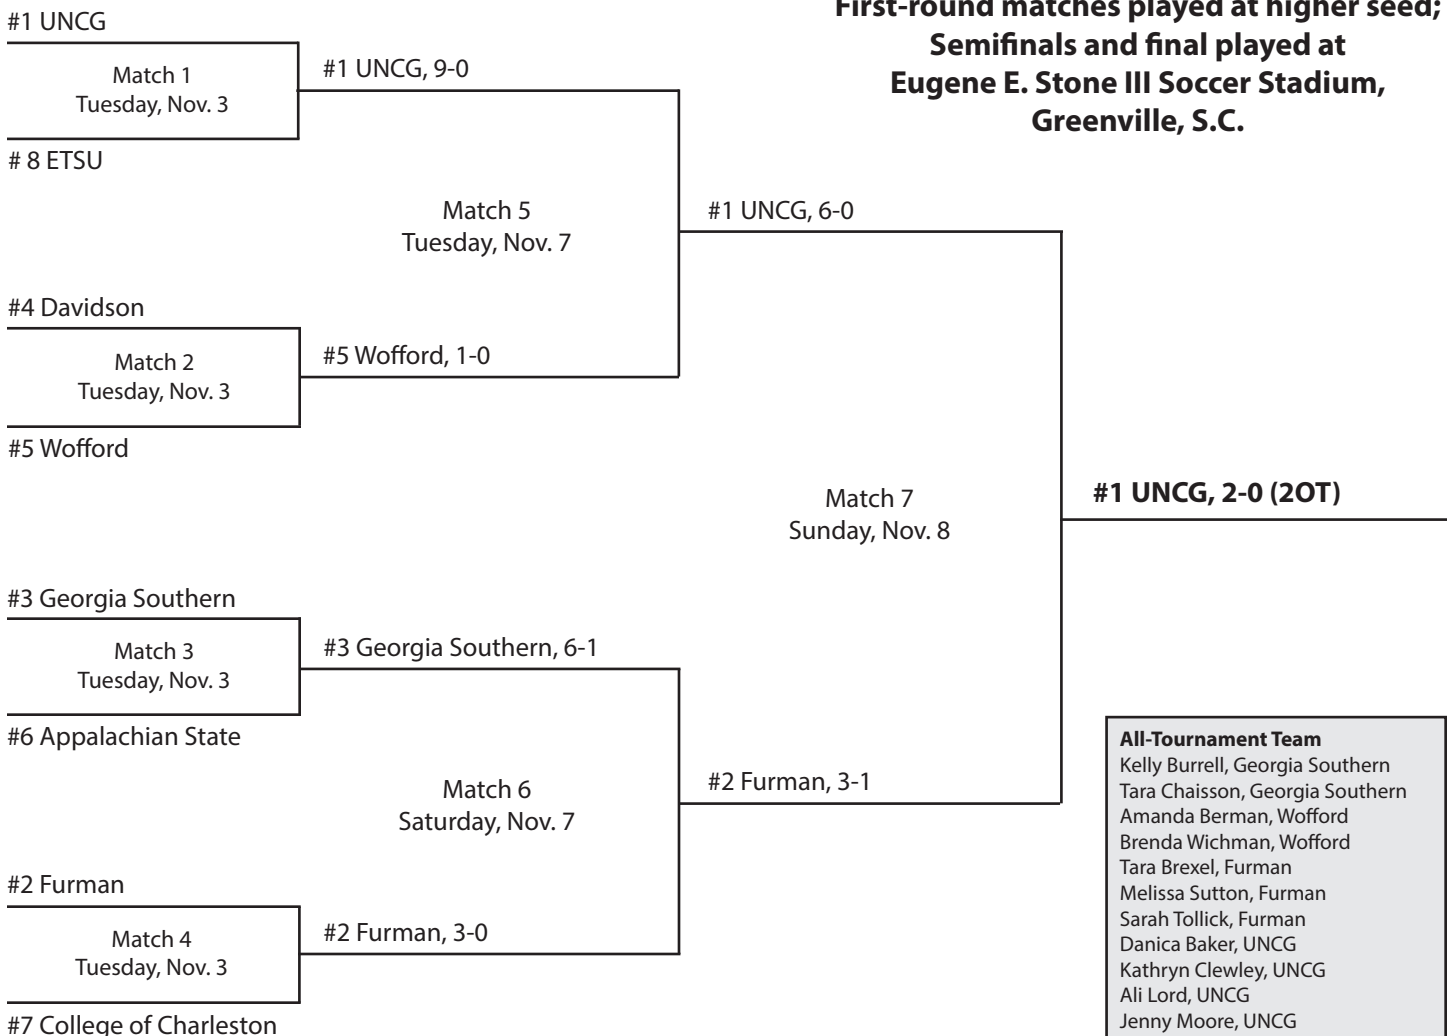 First-round matches played at higher seed;
Semifinals and final played at
Eugene E. Stone III Soccer Stadium,
Greenville, S.C.
#1 UNCG
Match 1
Tuesday, Nov. 3
# 8 ETSU
#1 UNCG, 9-0
Match 5
Tuesday, Nov. 7
#1 UNCG, 6-0
#4 Davidson
Match 2
Tuesday, Nov. 3
#5 Wofford
#5 Wofford, 1-0
Match 7
Sunday, Nov. 8
#1 UNCG, 2-0 (2OT)
#3 Georgia Southern
Match 3
Tuesday, Nov. 3
#6 Appalachian State
#3 Georgia Southern, 6-1
Match 6
Saturday, Nov. 7
#2 Furman, 3-1
#2 Furman
Match 4
Tuesday, Nov. 3
#7 College of Charleston
#2 Furman, 3-0
All-Tournament Team
Kelly Burrell, Georgia Southern
Tara Chaisson, Georgia Southern
Amanda Berman, Wofford
Brenda Wichman, Wofford
Tara Brexel, Furman
Melissa Sutton, Furman
Sarah Tollick, Furman
Danica Baker, UNCG
Kathryn Clewley, UNCG
Ali Lord, UNCG
Jenny Moore, UNCG